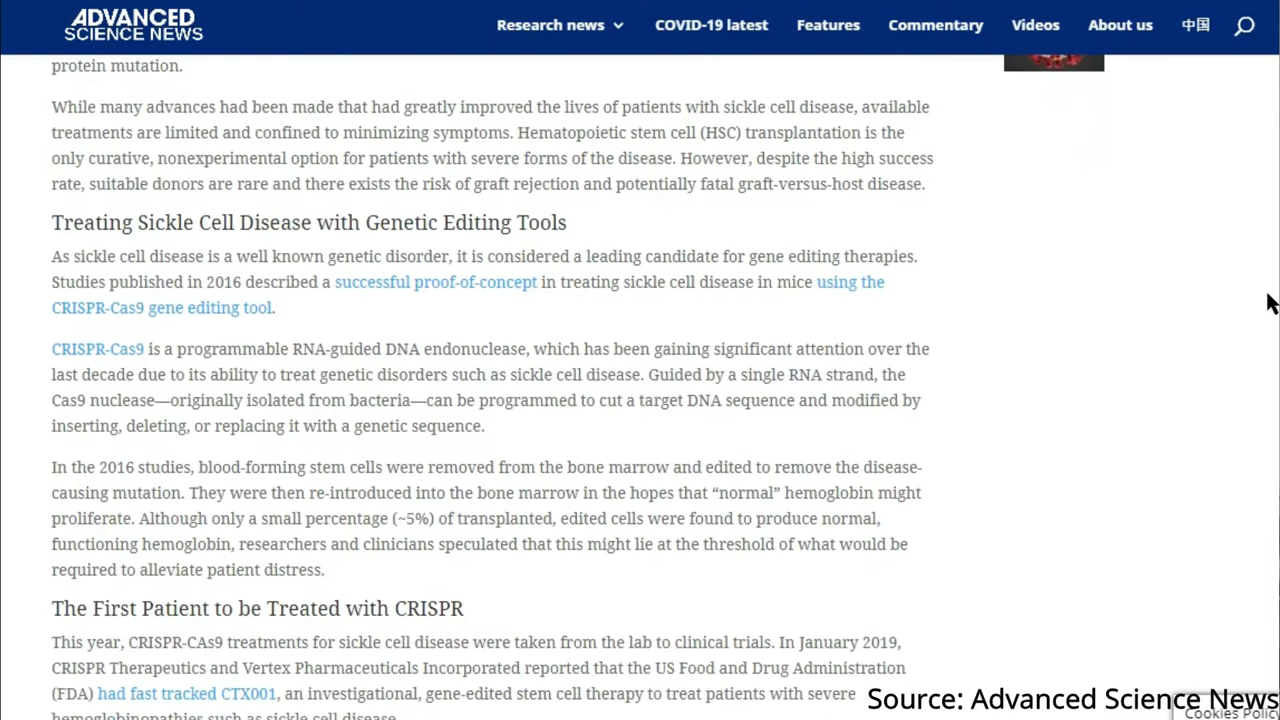 ADVANCED
SCIENCE NEWS
Research news
COVID-19 latest
Features
Commentary
Videos
About us
中国
protein mutation.
While many advances had been made that had greatly improved the lives of patients with sickle cell disease, available
treatments are limited and confined to minimizing symptoms. Hematopoietic stem cell (HSC) transplantation is the
only curative, nonexperimental option for patients with severe forms of the disease. However, despite the high success
rate, suitable donors are rare and there exists the risk of graft rejection and potentially fatal graft-versus-host disease.
Treating Sickle Cell Disease with Genetic Editing Tools
As sickle cell disease is a well known genetic disorder, it is considered a leading candidate for gene editing therapies.
Studies published in 2016 described a successful proof-of-concept in treating sickle cell disease in mice using the
CRISPR-Cas9 gene editing tool.
CRISPR-Cas9 is a programmable RNA-guided DNA endonuclease, which has been gaining significant attention over the
last decade due to its ability to treat genetic disorders such as sickle cell disease. Guided by a single RNA strand, the
Cas9 nuclease—originally isolated from bacteria—can be programmed to cut a target DNA sequence and modified by
inserting, deleting, or replacing it with a genetic sequence.
In the 2016 studies, blood-forming stem cells were removed from the bone marrow and edited to remove the disease-
causing mutation. They were then re-introduced into the bone marrow in the hopes that “normal” hemoglobin might
proliferate. Although only a small percentage (~5%) of transplanted, edited cells were found to produce normal,
functioning hemoglobin, researchers and clinicians speculated that this might lie at the threshold of what would be
required to alleviate patient distress.
The First Patient to be Treated with CRISPR
This year, CRISPR-CAs9 treatments for sickle cell disease were taken from the lab to clinical trials. In January 2019,
CRISPR Therapeutics and Vertex Pharmaceuticals Incorporated reported that the US Food and Drug Administration
(FDA) had fast tracked CTX001, an investigational, gene-edited stem cell therapy to treat patients with severe
hemoglobinopathies such as sickle cell disease.
Source: Advanced Science News
Cookies Policy